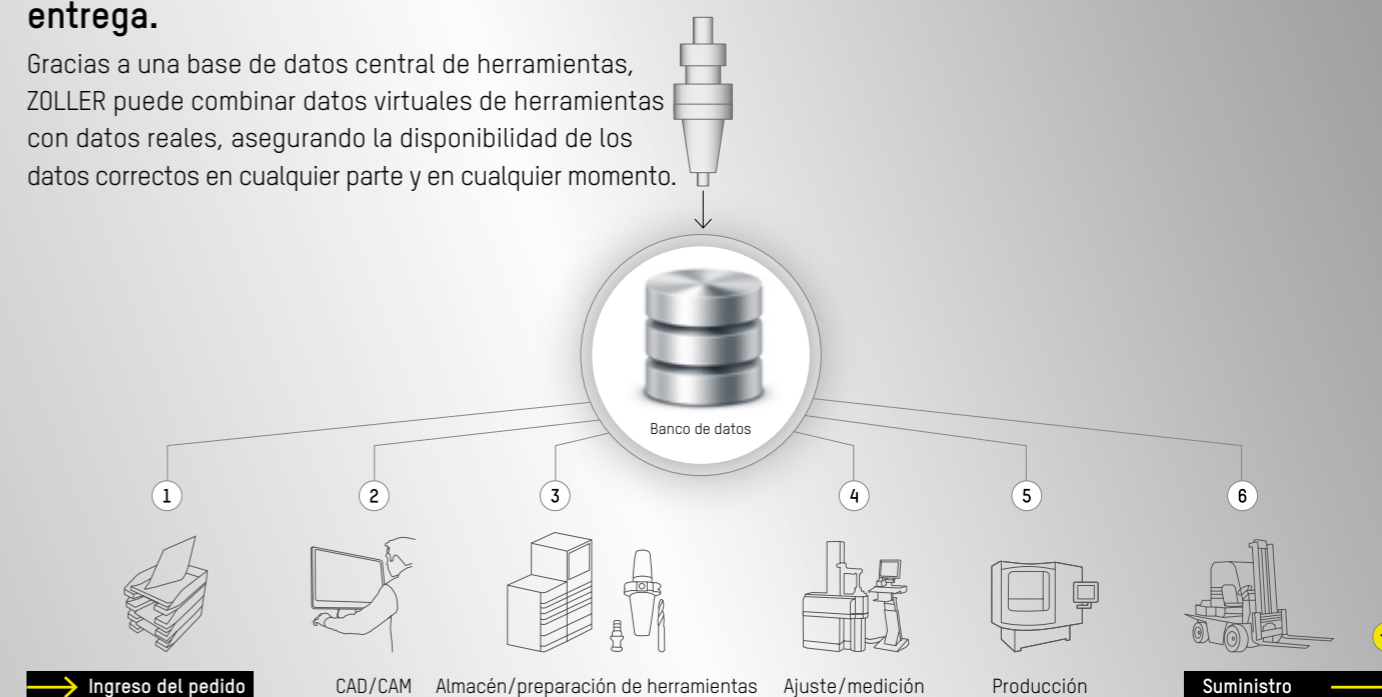 entrega.
Gracias a una base de datos central de herramientas,
ZOLLER puede combinar datos virtuales de herramientas
con datos reales, asegurando la disponibilidad de los
datos correctos en cualquier parte y en cualquier momento.
Banco de datos
1 2 3 4 5 6
Ingreso del pedido CAD/CAM Almacén/preparación de herramientas Ajuste/medición Producción Suministro